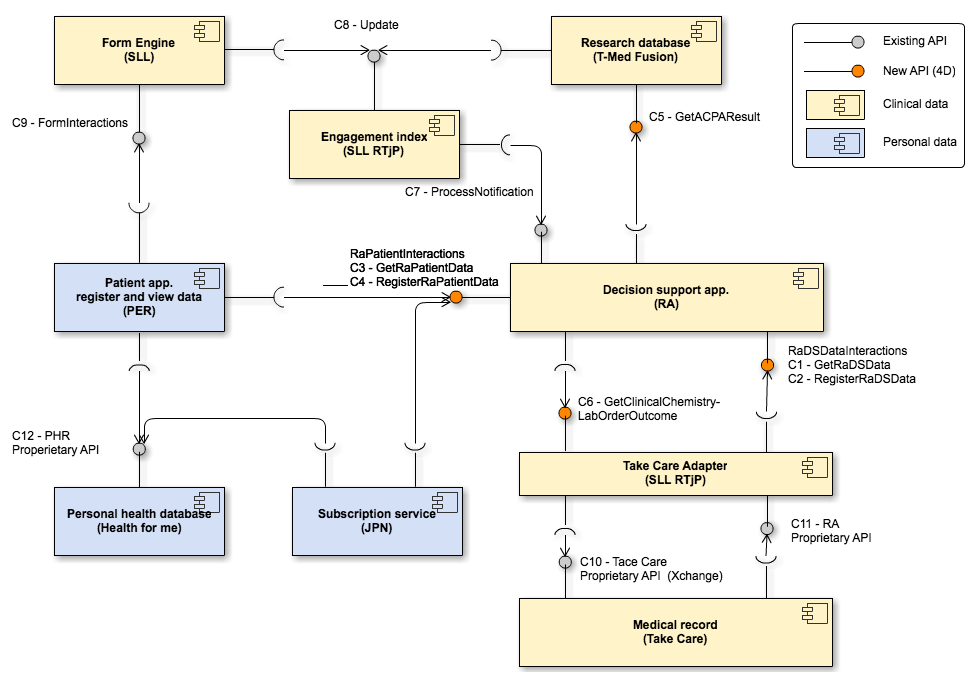 Form Engine
(SLL)
C8 - Update
Research database
(T-Med Fusion)
Existing API
New API (4D)
Clinical data
Personal data
C9 - FormInteractions
Engagement index
(SLL RTjP)
C5 - GetACPAResult
C7 - ProcessNotification
RaPatientInteractions
C3 - GetRaPatientData
C4 - RegisterRaPatientData
Patient app.
register and view data
(PER)
Decision support app.
(RA)
RaDSDataInteractions
C1 - GetRaDSData
C2 - RegisterRaDSData
C6 - GetClinicalChemistry-
LabOrderOutcome
C12 - PHR
Properietary API
Take Care Adapter
(SLL RTjP)
Personal health database
(Health for me)
Subscription service
(JPN)
C11 - RA
Proprietary API
C10 - Tace Care
Proprietary API (Xchange)
Medical record
(Take Care)